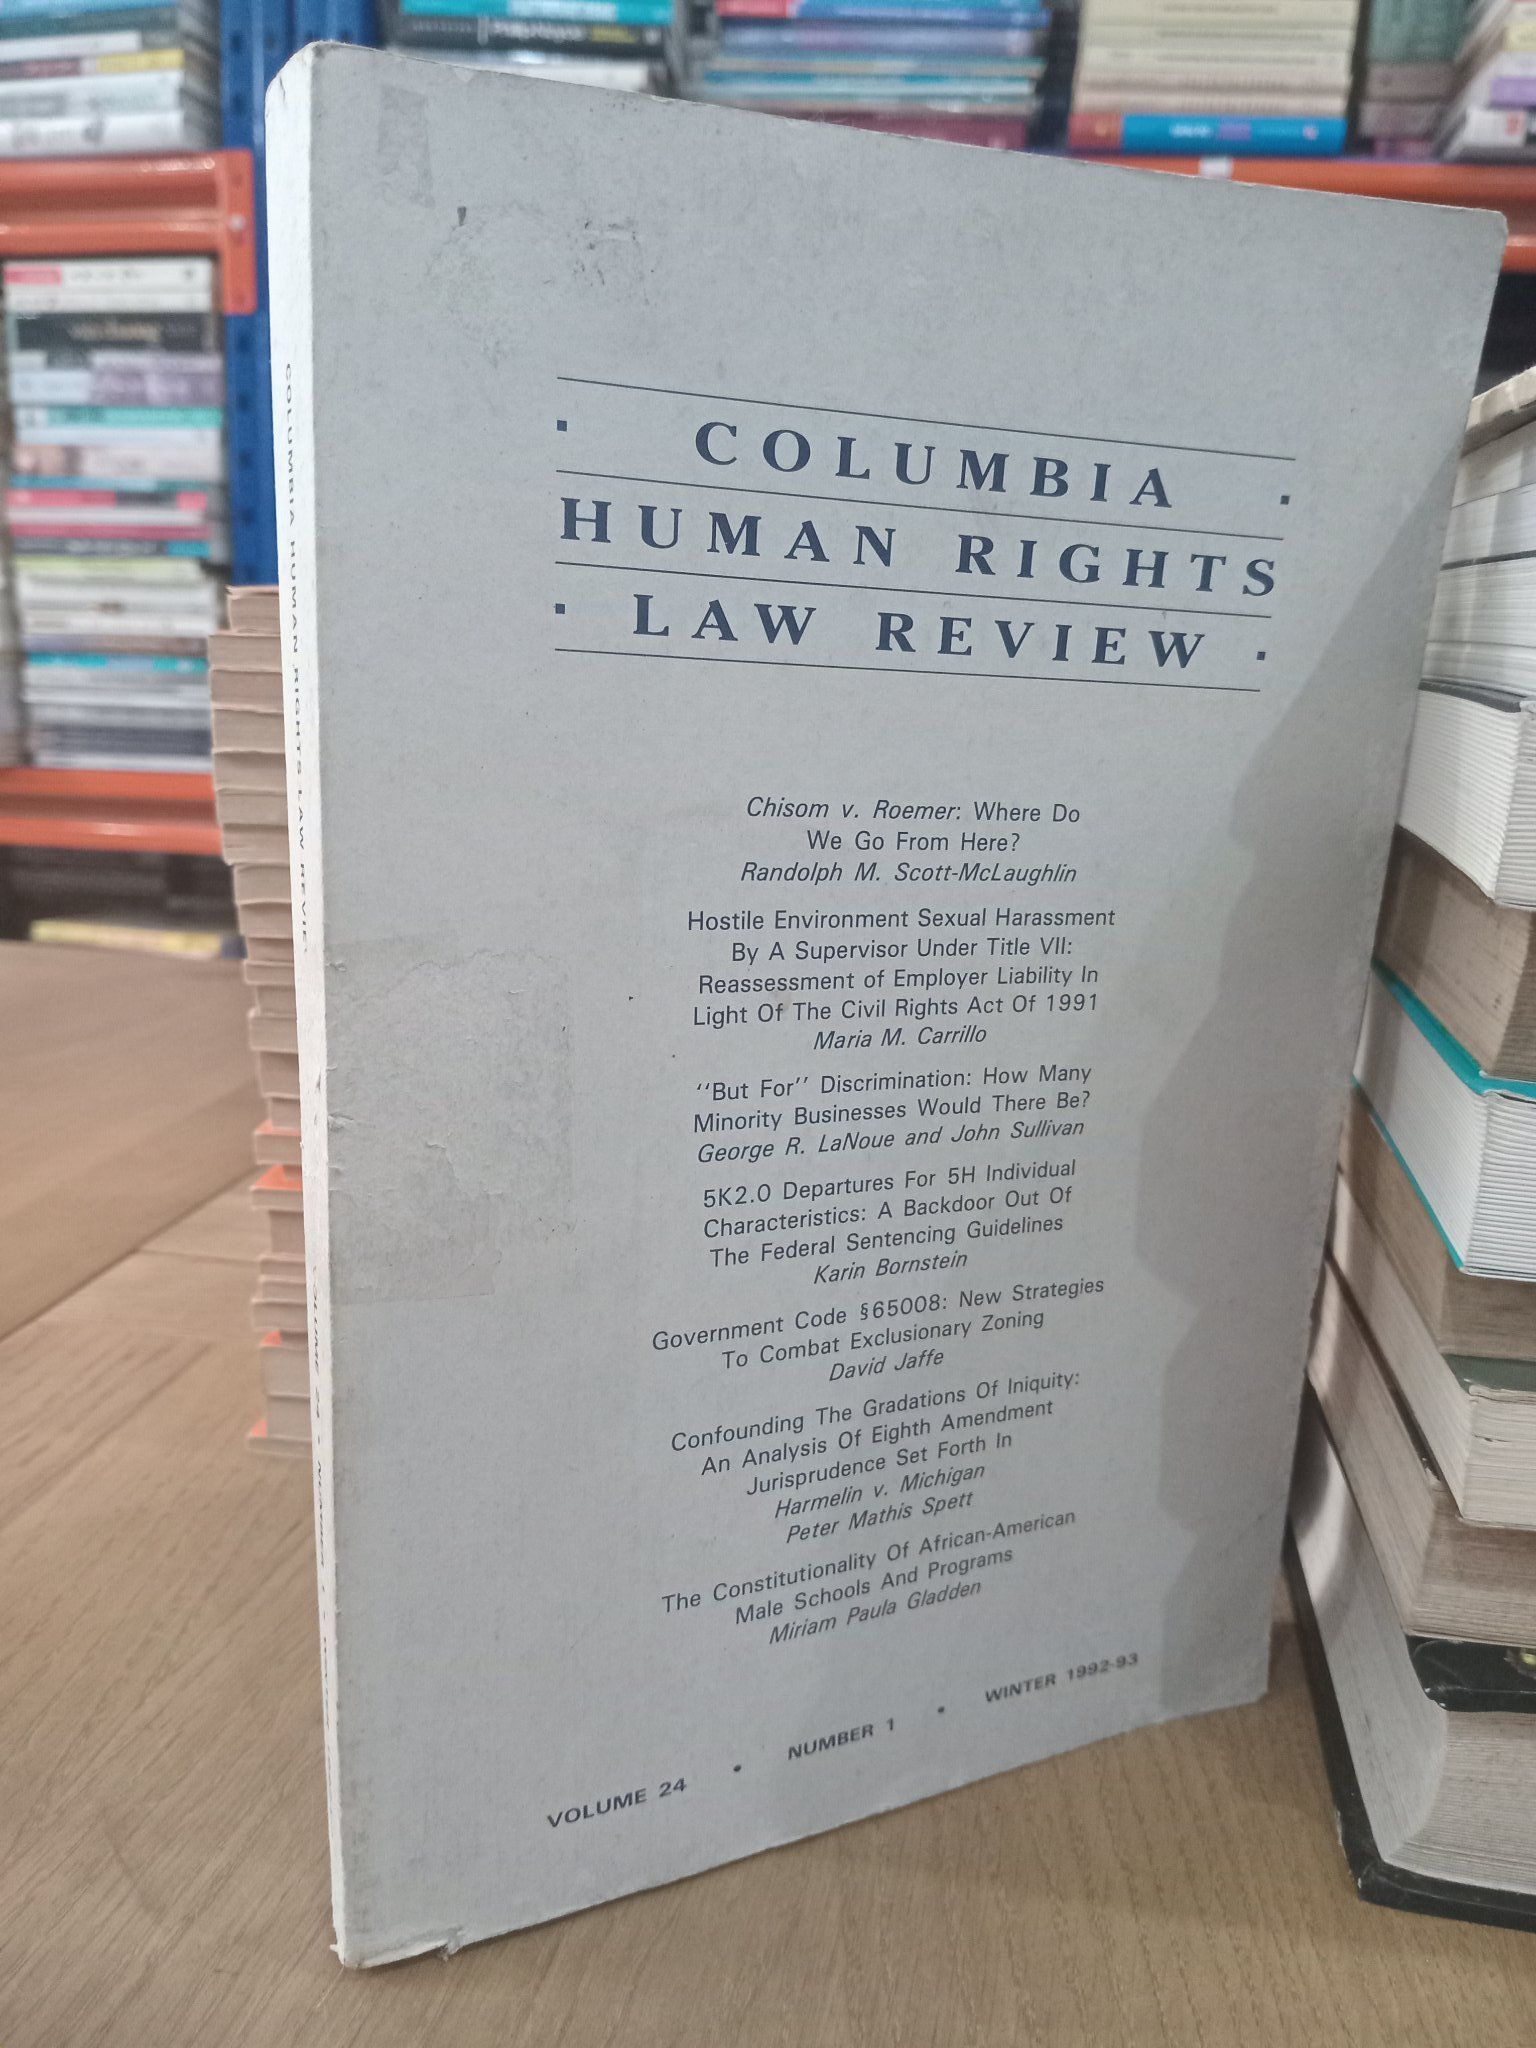 COLUMBIA
HUMAN RIGHTS
LAW REVIEW
Chisom v. Roemer: Where Do
We Go From Here?
Randolph M. Scott-McLaughlin
Hostile Environment Sexual Harassment
By A Supervisor Under Title VII:
Reassessment of Employer Liability In
Light Of The Civil Rights Act Of 1991
Maria M. Carrillo
''But For'' Discrimination: How Many
Minority Businesses Would There Be?
George R. LaNoue and John Sullivan
5K2.0 Departures For 5H Individual
Characteristics: A Backdoor Out Of
The Federal Sentencing Guidelines
Karin Bornstein
Government Code §65008: New Strategies
To Combat Exclusionary Zoning
David Jaffe
Confounding The Gradations Of Iniquity:
An Analysis Of Eighth Amendment
Jurisprudence Set Forth In
Harmelin v. Michigan
Peter Mathis Spett
The Constitutionality Of African-American
Male Schools And Programs
Miriam Paula Gladden
VOLUME 24 • NUMBER 1 • WINTER 1992-93
COLUMBIA HUMAN RIGHTS LAW REVIEW